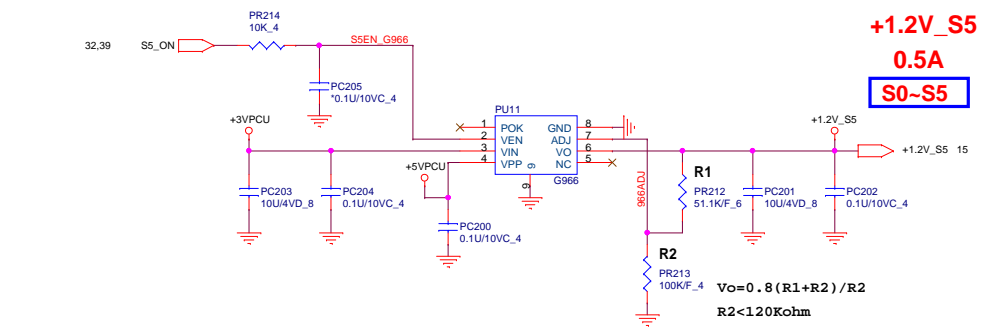 PR214
10K_4
+1.2V_S5
0.5A
S0~S5
32,39 S5_ON
S5EN_G966
PC205
*0.1U/10VC_4
+3VPCU
PU11
1 POK GND 8
2 VEN ADJ 7
3 VIN VO 6
4 VPP 9 NC 5
9 G966
+1.2V_S5
+1.2V_S5 15
+5VPCU
966ADJ
R1
PR212
51.1K/F_6
PC203
10U/4VD_8
PC204
0.1U/10VC_4
PC201
10U/4VD_8
PC202
0.1U/10VC_4
PC200
0.1U/10VC_4
R2
PR213
100K/F_4
Vo=0.8(R1+R2)/R2
R2<120Kohm